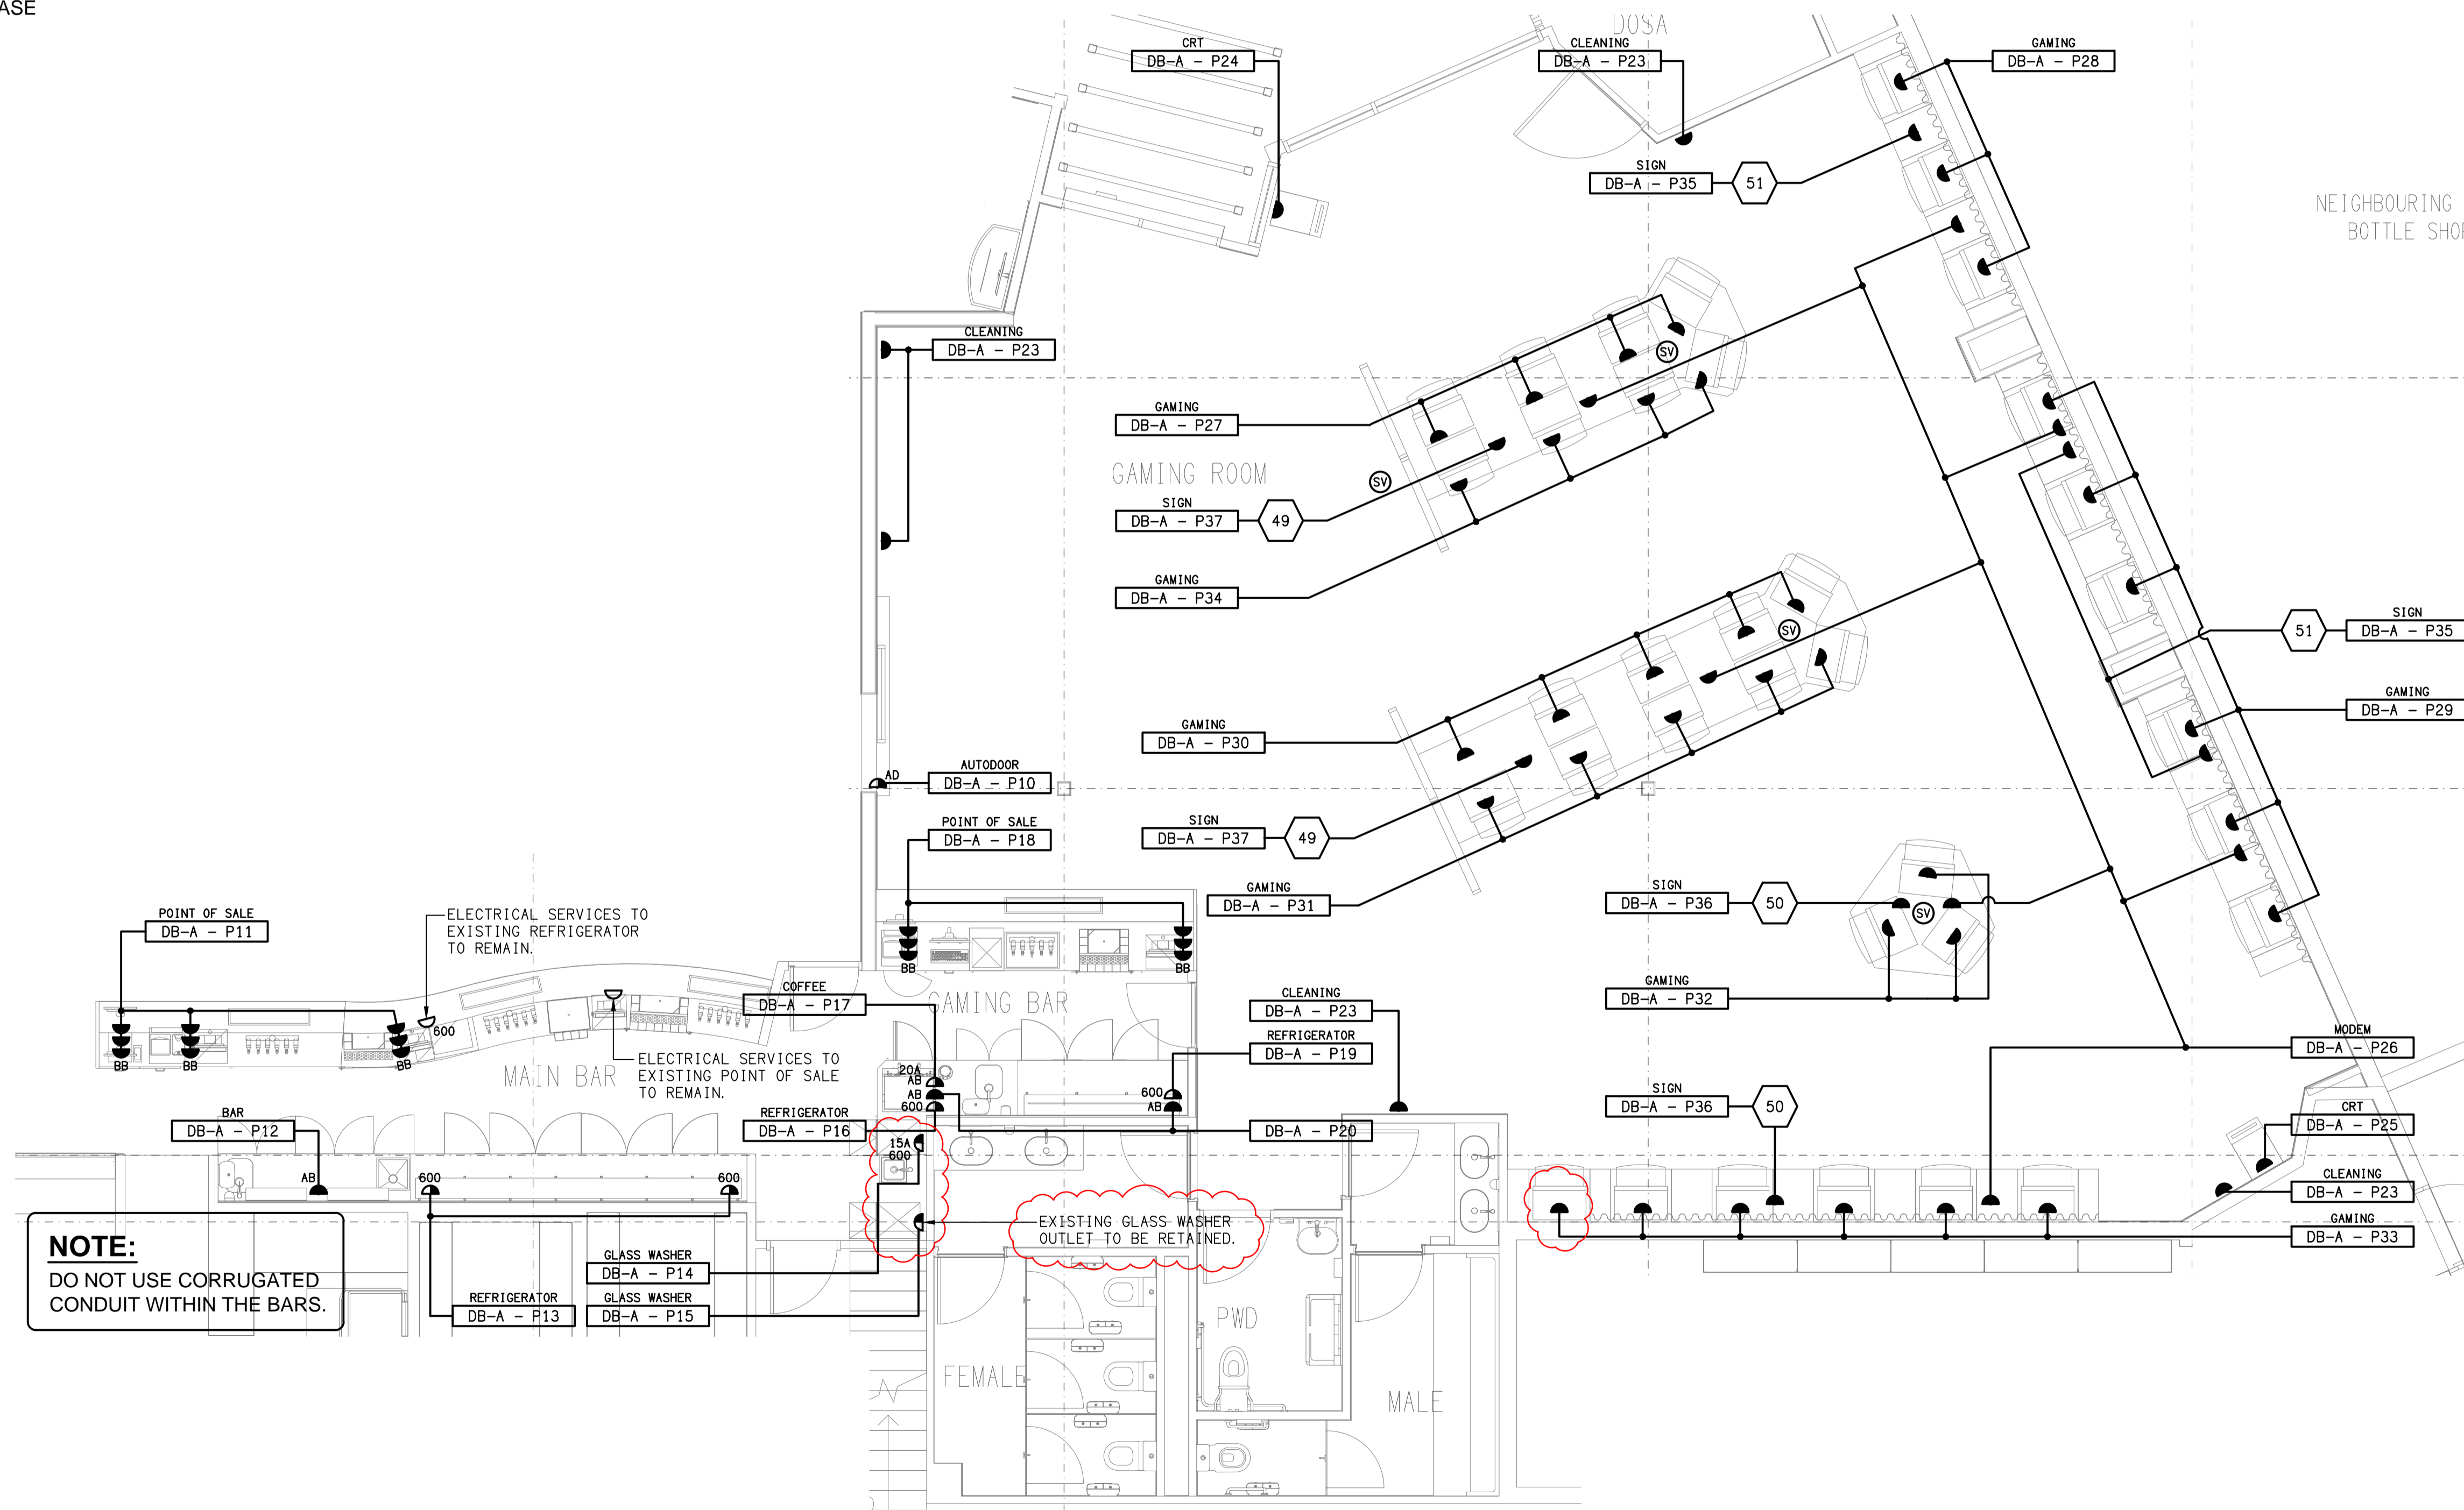 ASE
DOSA
CRT
DB-A - P24
CLEANING
DB-A - P23
GAMING
DB-A - P28
SIGN
DB-A - P35
51
NEIGHBOURING
BOTTLE SHOP
CLEANING
DB-A - P23
SV
GAMING
DB-A - P27
GAMING ROOM
SV
SIGN
DB-A - P37
49
GAMING
DB-A - P34
SV
51
SIGN
DB-A - P35
GAMING
DB-A - P29
GAMING
DB-A - P30
AD
AUTODOOR
DB-A - P10
POINT OF SALE
DB-A - P18
SIGN
DB-A - P37
49
GAMING
DB-A - P31
SIGN
DB-A - P36
50
SV
GAMING
DB-A - P32
POINT OF SALE
DB-A - P11
ELECTRICAL SERVICES TO
EXISTING REFRIGERATOR
TO REMAIN.
BB
BB
COFFEE
DB-A - P17
GAMING BAR
CLEANING
DB-A - P23
REFRIGERATOR
DB-A - P19
600
BB
BB
BB
MAIN BAR
ELECTRICAL SERVICES TO
EXISTING POINT OF SALE
TO REMAIN.
20A
AB
AB
600
600
AB
MODEM
DB-A - P26
SIGN
DB-A - P36
50
BAR
DB-A - P12
REFRIGERATOR
DB-A - P16
DB-A - P20
CRT
DB-A - P25
15A
600
AB
600
600
CLEANING
DB-A - P23
GAMING
DB-A - P33
EXISTING GLASS WASHER
OUTLET TO BE RETAINED.
NOTE:
DO NOT USE CORRUGATED
CONDUIT WITHIN THE BARS.
GLASS WASHER
DB-A - P14
REFRIGERATOR
DB-A - P13
GLASS WASHER
DB-A - P15
PWD
FEMALE
MALE